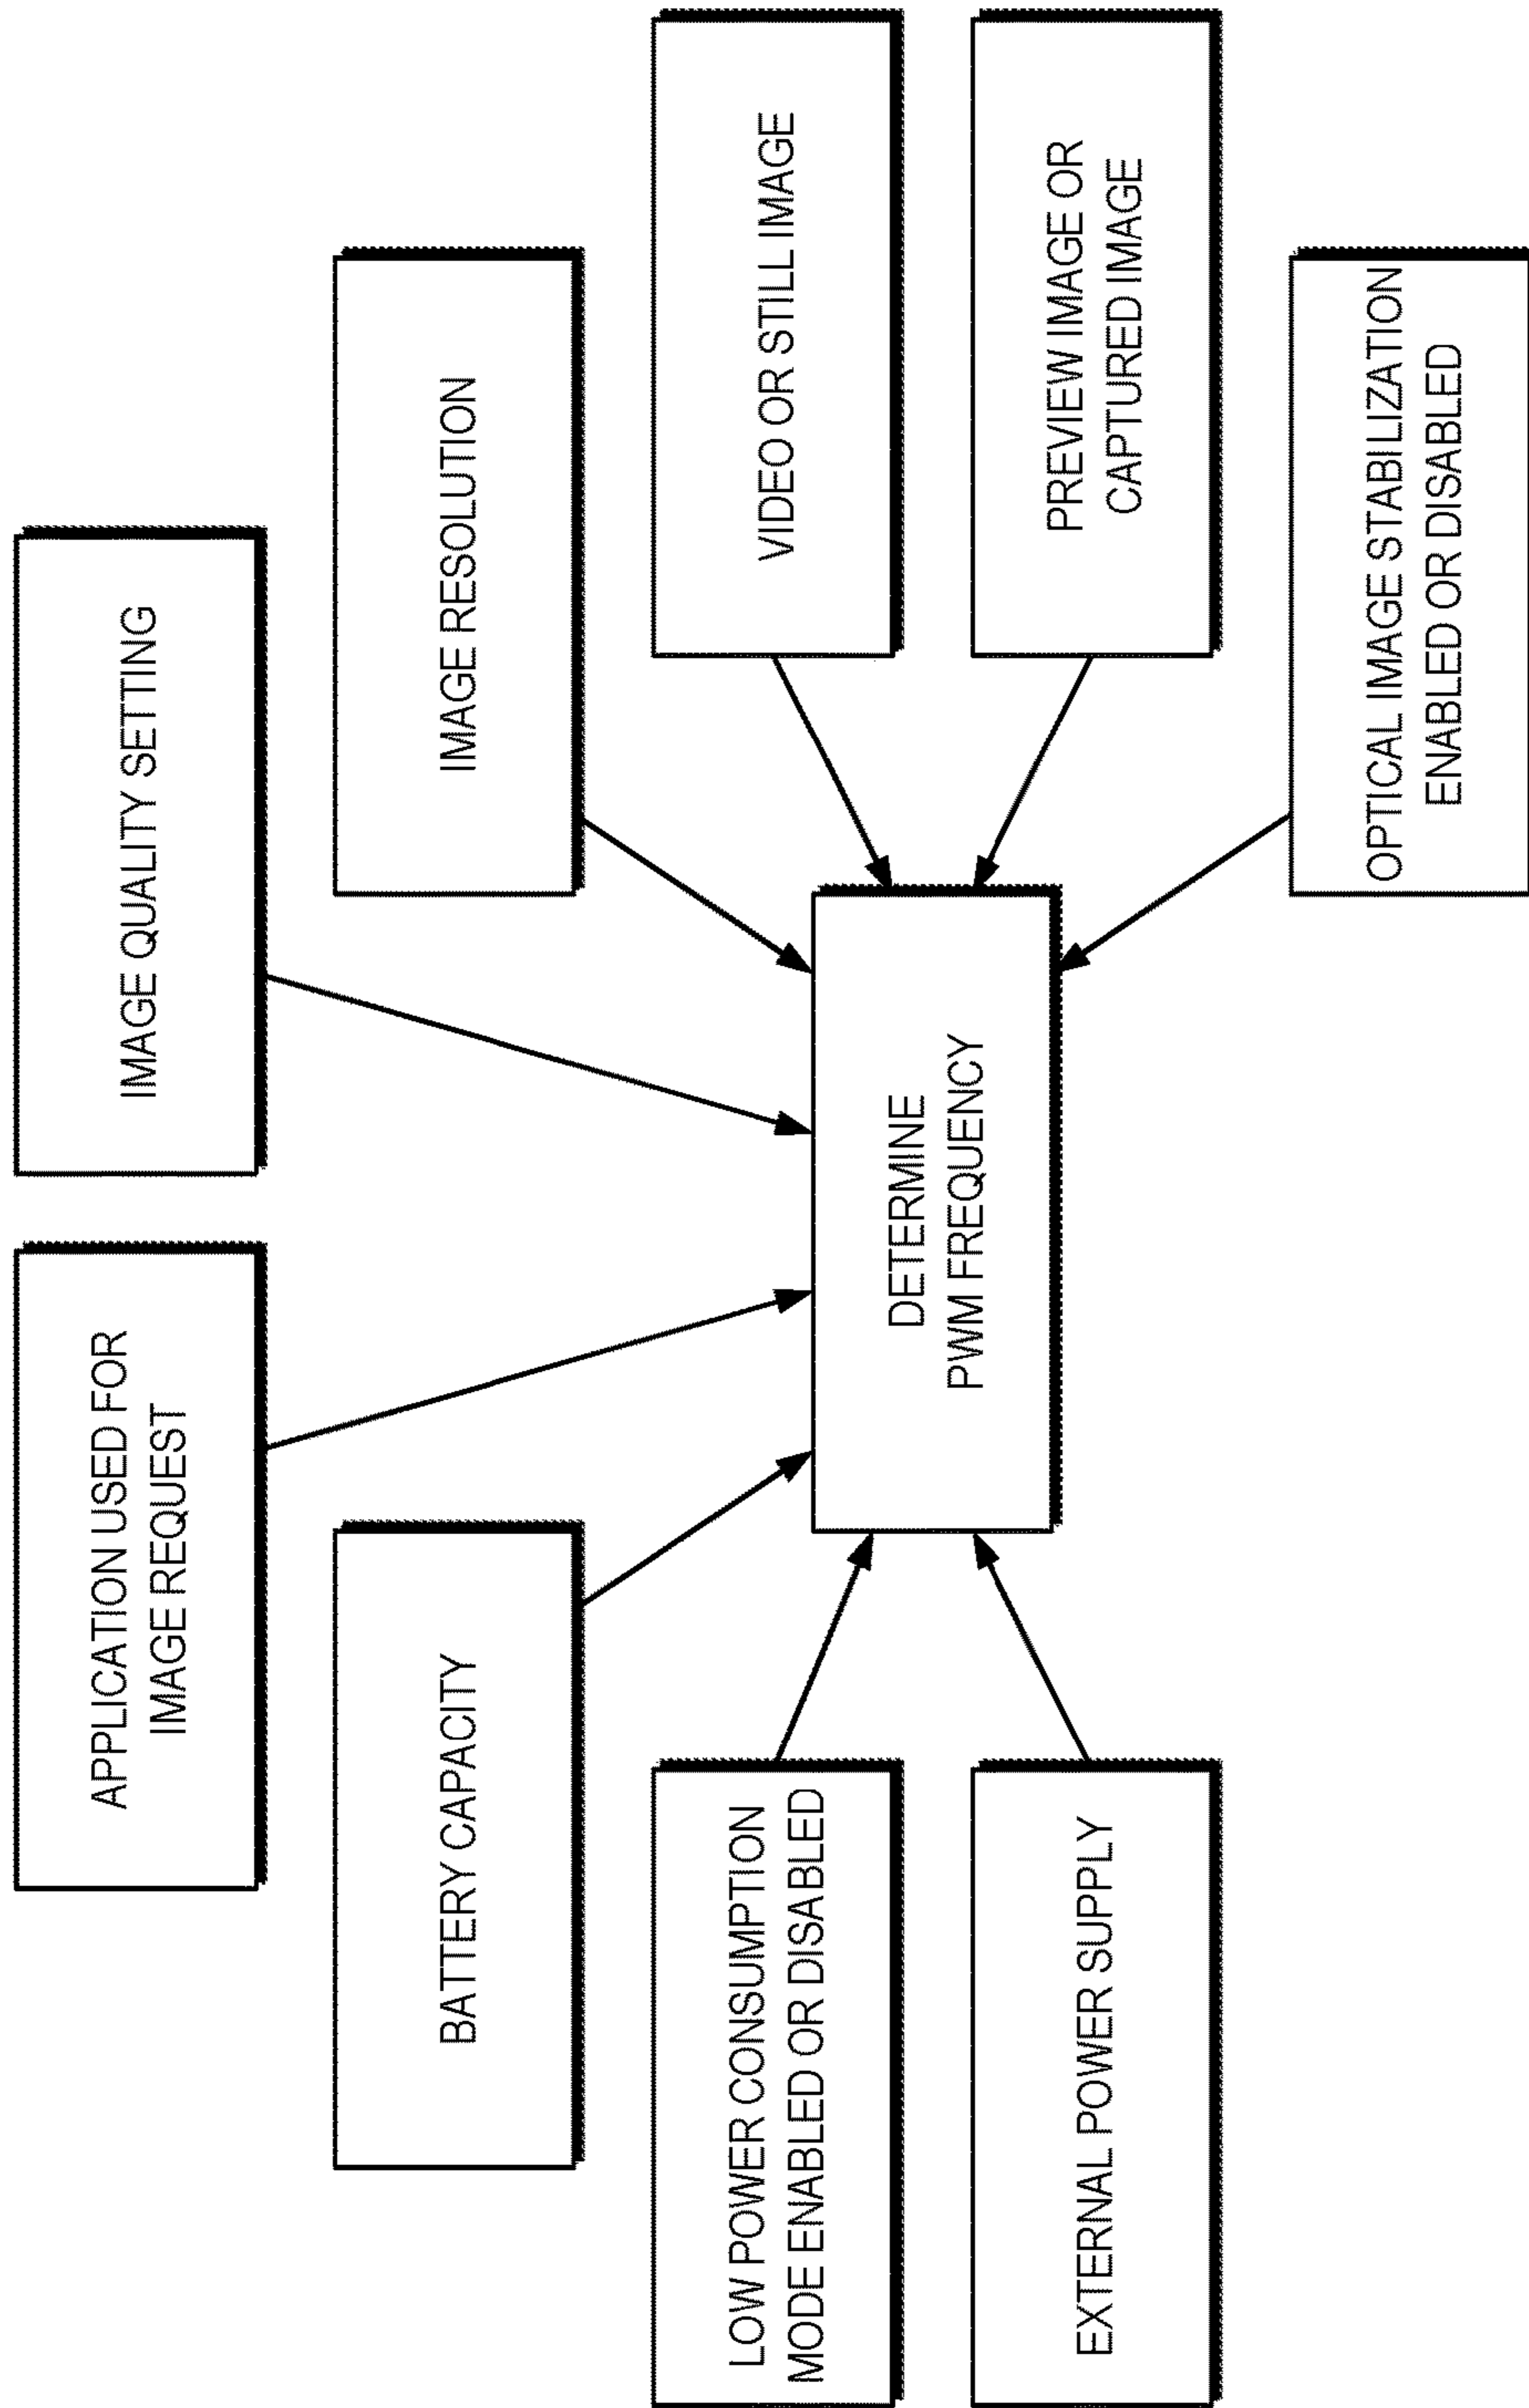 APPLICATION USED FOR
IMAGE REQUEST
IMAGE QUALITY SETTING
BATTERY CAPACITY
IMAGE RESOLUTION
LOW POWER CONSUMPTION
MODE ENABLED OR DISABLED
VIDEO OR STILL IMAGE
DETERMINE
PWM FREQUENCY
EXTERNAL POWER SUPPLY
PREVIEW IMAGE OR
CAPTURED IMAGE
OPTICAL IMAGE STABILIZATION
ENABLED OR DISABLED